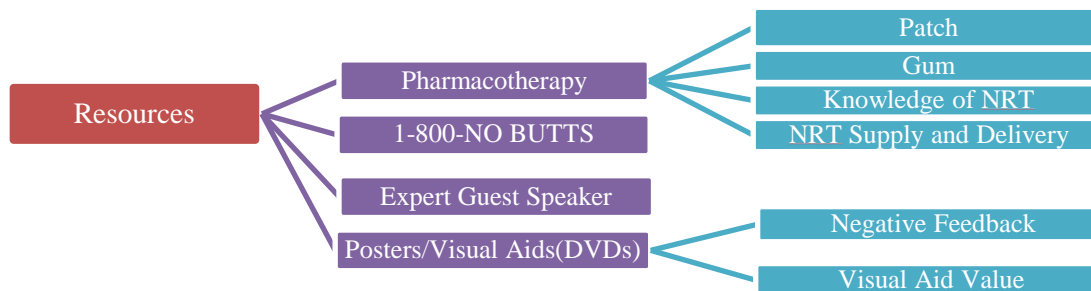 Resources
Pharmacotherapy
1-800-NO BUTTS
Expert Guest Speaker
Posters/Visual Aids(DVDs)
Patch
Gum
Knowledge of NRT
NRT Supply and Delivery
Negative Feedback
Visual Aid Value